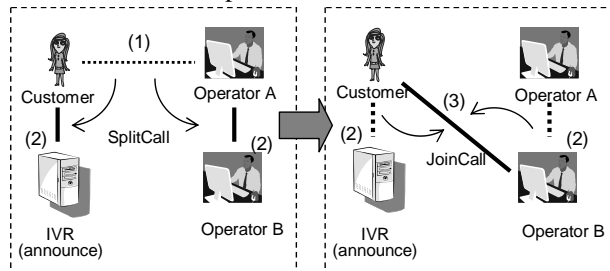 (1)
Customer
Operator A
(2)
SplitCall
(2)
IVR
(announce)
Operator B
Customer
Operator A
(3)
(2)
JoinCall
(2)
IVR
(announce)
Operator B